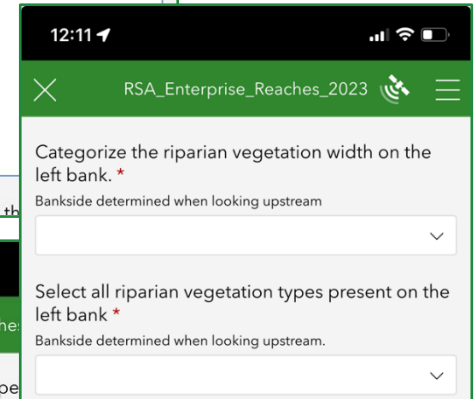 12:11
RSA_Enterprise_Reaches_2023
Categorize the riparian vegetation width on the
left bank. *
Bankside determined when looking upstream
Select all riparian vegetation types present on the
left bank *
Bankside determined when looking upstream.